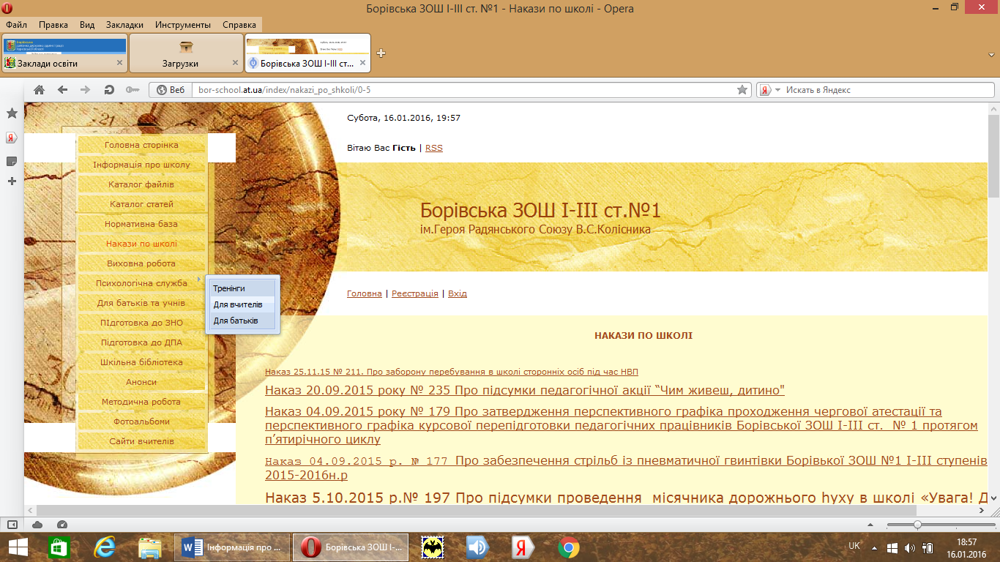 Борівська ЗОШ І-ІІІ ст. №1 - Накази по школі - Opera
Файл Правка Вид Закладки Инструменты Справка
Заклади освіти
Загрузки
Борівська ЗОШ І-ІІІ ст...
Веб
bor-school.at.ua/index/nakazi_po_shkoli/0-5
Искать в Яндекс
Субота, 16.01.2016, 19:57
Вітаю Вас Гість | RSS
Головна сторінка
Інформація про школу
Каталог файлів
Каталог статей
Нормативна база
Накази по школі
Виховна робота
Психологічна служба
Для батьків та учнів
ПІдготовка до ЗНО
Підготовка до ДПА
Шкільна бібліотека
Анонси
Методична робота
Фотоальбоми
Сайти вчителів
Тренінги
Для вчителів
Для батьків
Борівська ЗОШ І-ІІІ ст.№1
ім.Героя Радянського Союзу В.С.Колісника
Головна | Реєстрація | Вхід
НАКАЗИ ПО ШКОЛІ
Наказ 25.11.15 № 211. Про заборону перебування в школі сторонніх осіб під час НВП
Наказ 20.09.2015 року № 235 Про підсумки педагогічної акції “Чим живеш, дитино"
Наказ 04.09.2015 року № 179 Про затвердження перспективного графіка проходження чергової атестації та
перспективного графіка курсової перепідготовки педагогічних працівників Борівської ЗОШ І-ІІІ ст.  № 1 протягом
п’ятирічного циклу
Наказ 04.09.2015 р. № 177 Про забезпечення стрільб із пневматичної гвинтівки Борівької ЗОШ №1 І-ІІІ ступенів
2015-2016н.р
Наказ 5.10.2015 р.№ 197 Про підсумки проведення  місячника дорожнього һуху в школі «Увага! Д
Інформація про ...
Борівська ЗОШ І-...
UK
18:57
16.01.2016